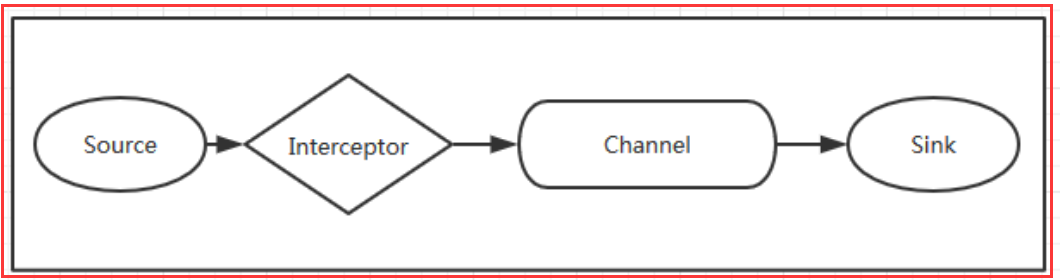 Source
Interceptor
Channel
Sink